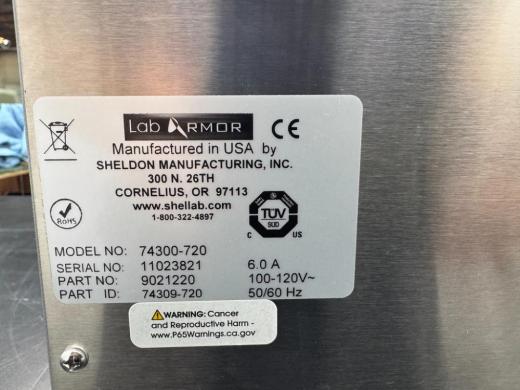 Lab ARMOR CE
Manufactured in USA by
SHELDON MANUFACTURING, INC.
300 N. 26TH
CORNELIUS, OR 97113
www.shellab.com
1-800-322-4897
RoHS
TÜV
SÜD
C US
MODEL NO: 74300-720
SERIAL NO: 11023821 6.0 A
PART NO: 9021220 100-120V~
PART ID: 74309-720 50/60 Hz
WARNING: Cancer
and Reproductive Harm -
www.P65Warnings.ca.gov